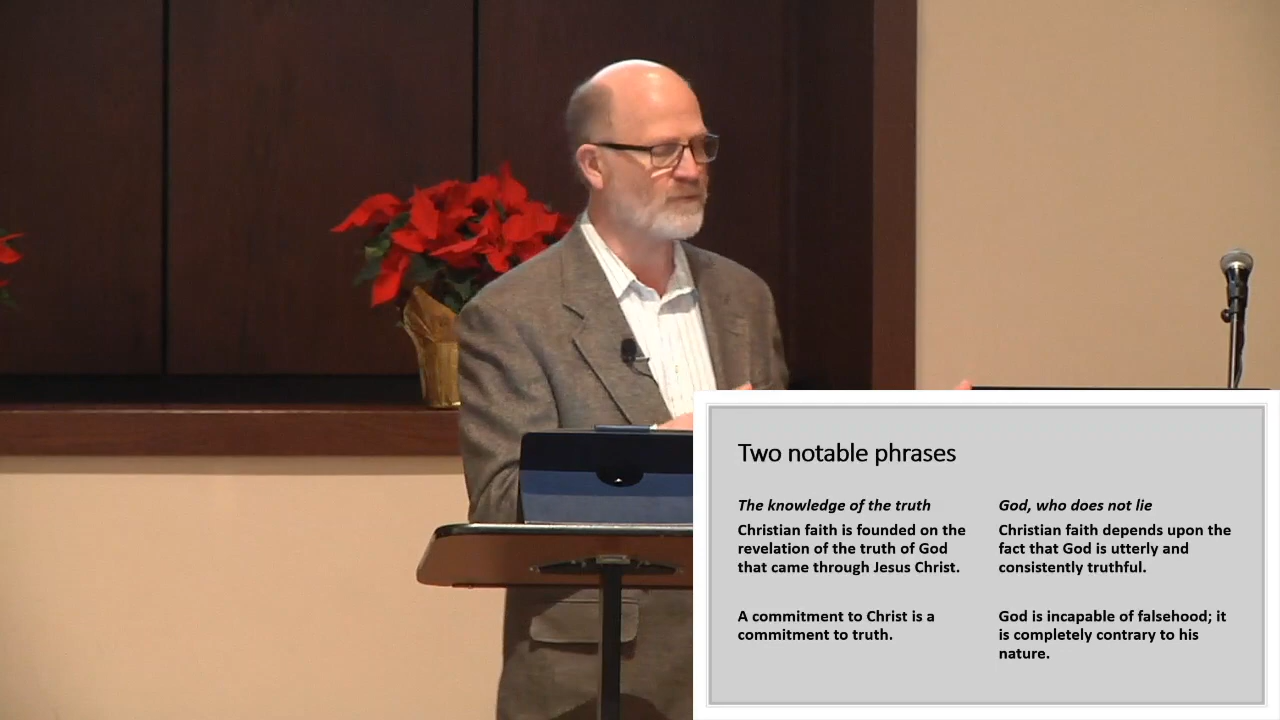 Two notable phrases
The knowledge of the truth
Christian faith is founded on the
revelation of the truth of God
that came through Jesus Christ.
A commitment to Christ is a
commitment to truth.
God, who does not lie
Christian faith depends upon the
fact that God is utterly and
consistently truthful.
God is incapable of falsehood; it
is completely contrary to his
nature.